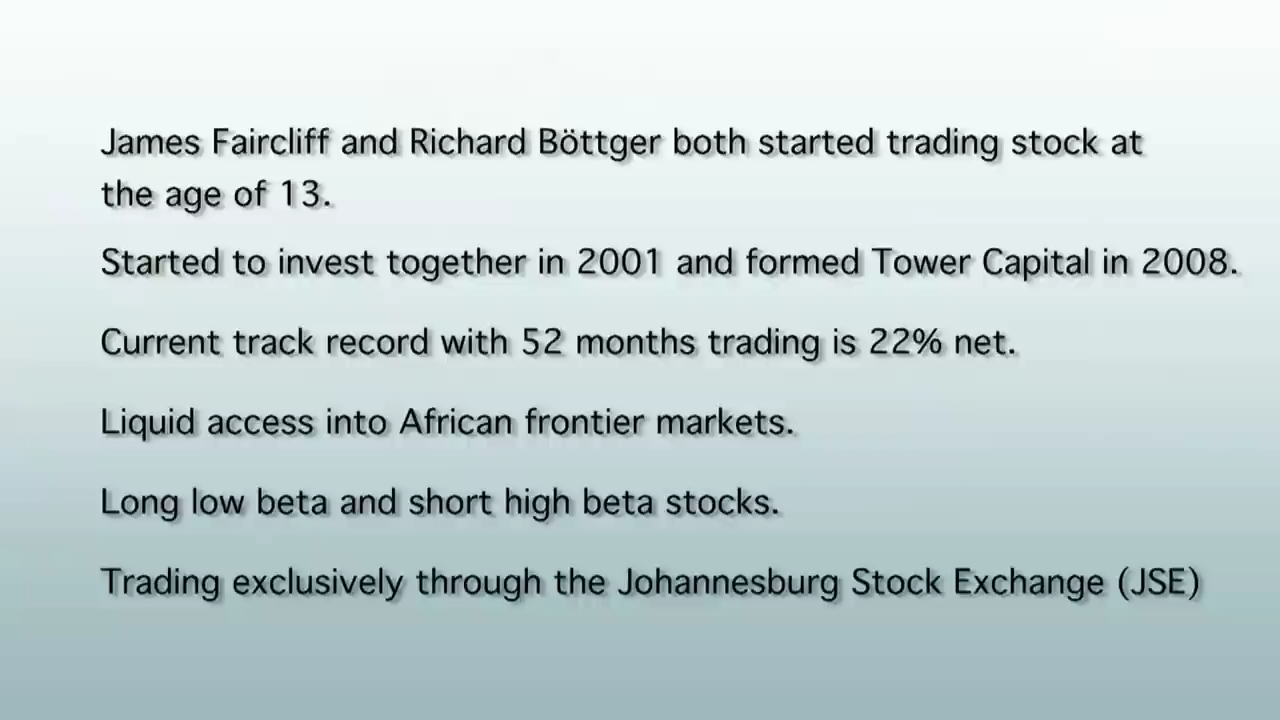 James Faircliff and Richard Böttger both started trading stock at
the age of 13.
Started to invest together in 2001 and formed Tower Capital in 2008.
Current track record with 52 months trading is 22% net.
Liquid access into African frontier markets.
Long low beta and short high beta stocks.
Trading exclusively through the Johannesburg Stock Exchange (JSE)